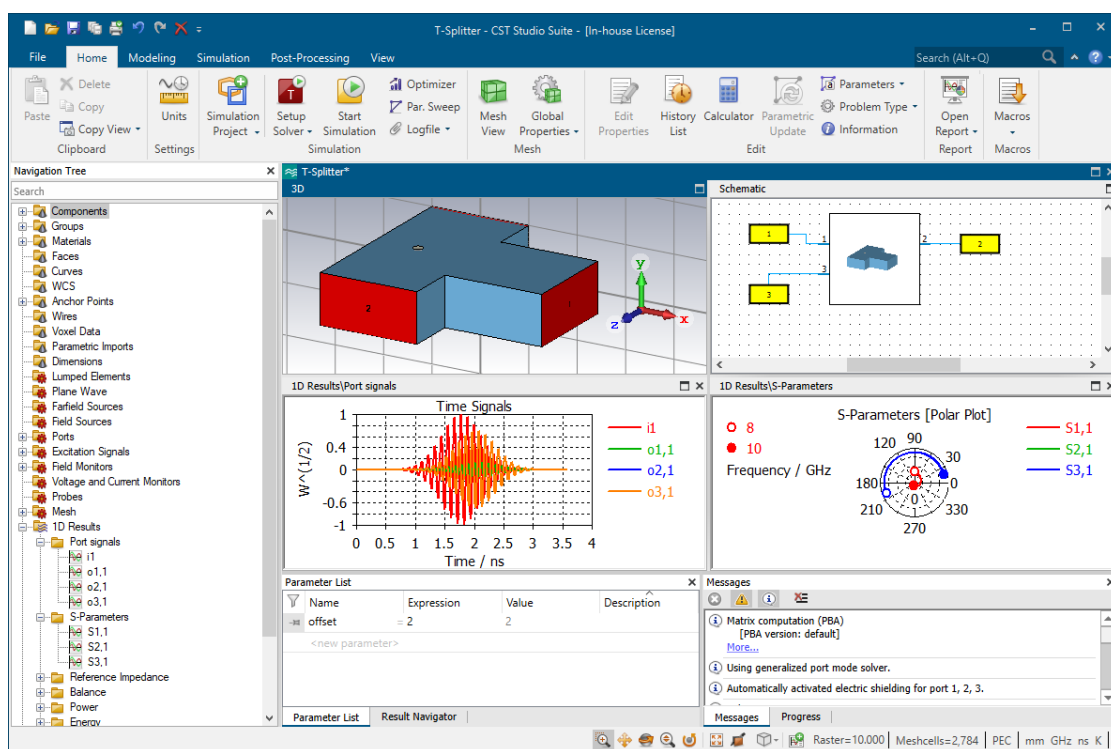 T-Splitter - CST Studio Suite - [In-house License]
File Home Modeling Simulation Post-Processing View Search (Alt+Q)
Paste
Delete
Copy
Copy View
Clipboard
Units
Settings
Simulation Project
Setup Solver
Start Simulation
Optimizer
Par. Sweep
Logfile
Simulation
Mesh View
Global Properties
Mesh
Edit Properties
History List
Calculator
Parametric Update
Parameters
Problem Type
Information
Edit
Open Report
Report
Macros
Macros
Navigation Tree
Search
Components
Groups
Materials
Faces
Curves
WCS
Anchor Points
Wires
Voxel Data
Parametric Imports
Dimensions
Lumped Elements
Plane Wave
Farfield Sources
Field Sources
Ports
Excitation Signals
Field Monitors
Voltage and Current Monitors
Probes
Mesh
1D Results
Port signals
i1
o1,1
o2,1
o3,1
S-Parameters
S1,1
S2,1
S3,1
Reference Impedance
Balance
Power
Energy
T-Splitter*
3D
2
y
x
z
Schematic
1
1
2
2
3
3
1D Results\Port signals
Time Signals
W^(1/2)
1
0.4
0
-0.6
-1
0 0.5 1 1.5 2 2.5 3 3.5 4
Time / ns
i1
o1,1
o2,1
o3,1
1D Results\S-Parameters
S-Parameters [Polar Plot]
8
10
Frequency / GHz
120 90
30
180 0
0
210 330
270
S1,1
S2,1
S3,1
Parameter List
Name Expression Value Description
offset = 2 2
<new parameter>
Parameter List Result Navigator
Messages
Matrix computation (PBA)
[PBA version: default]
More...
Using generalized port mode solver.
Automatically activated electric shielding for port 1, 2, 3.
Messages Progress
Raster=10.000 Meshcells=2,784 PEC mm GHz ns K